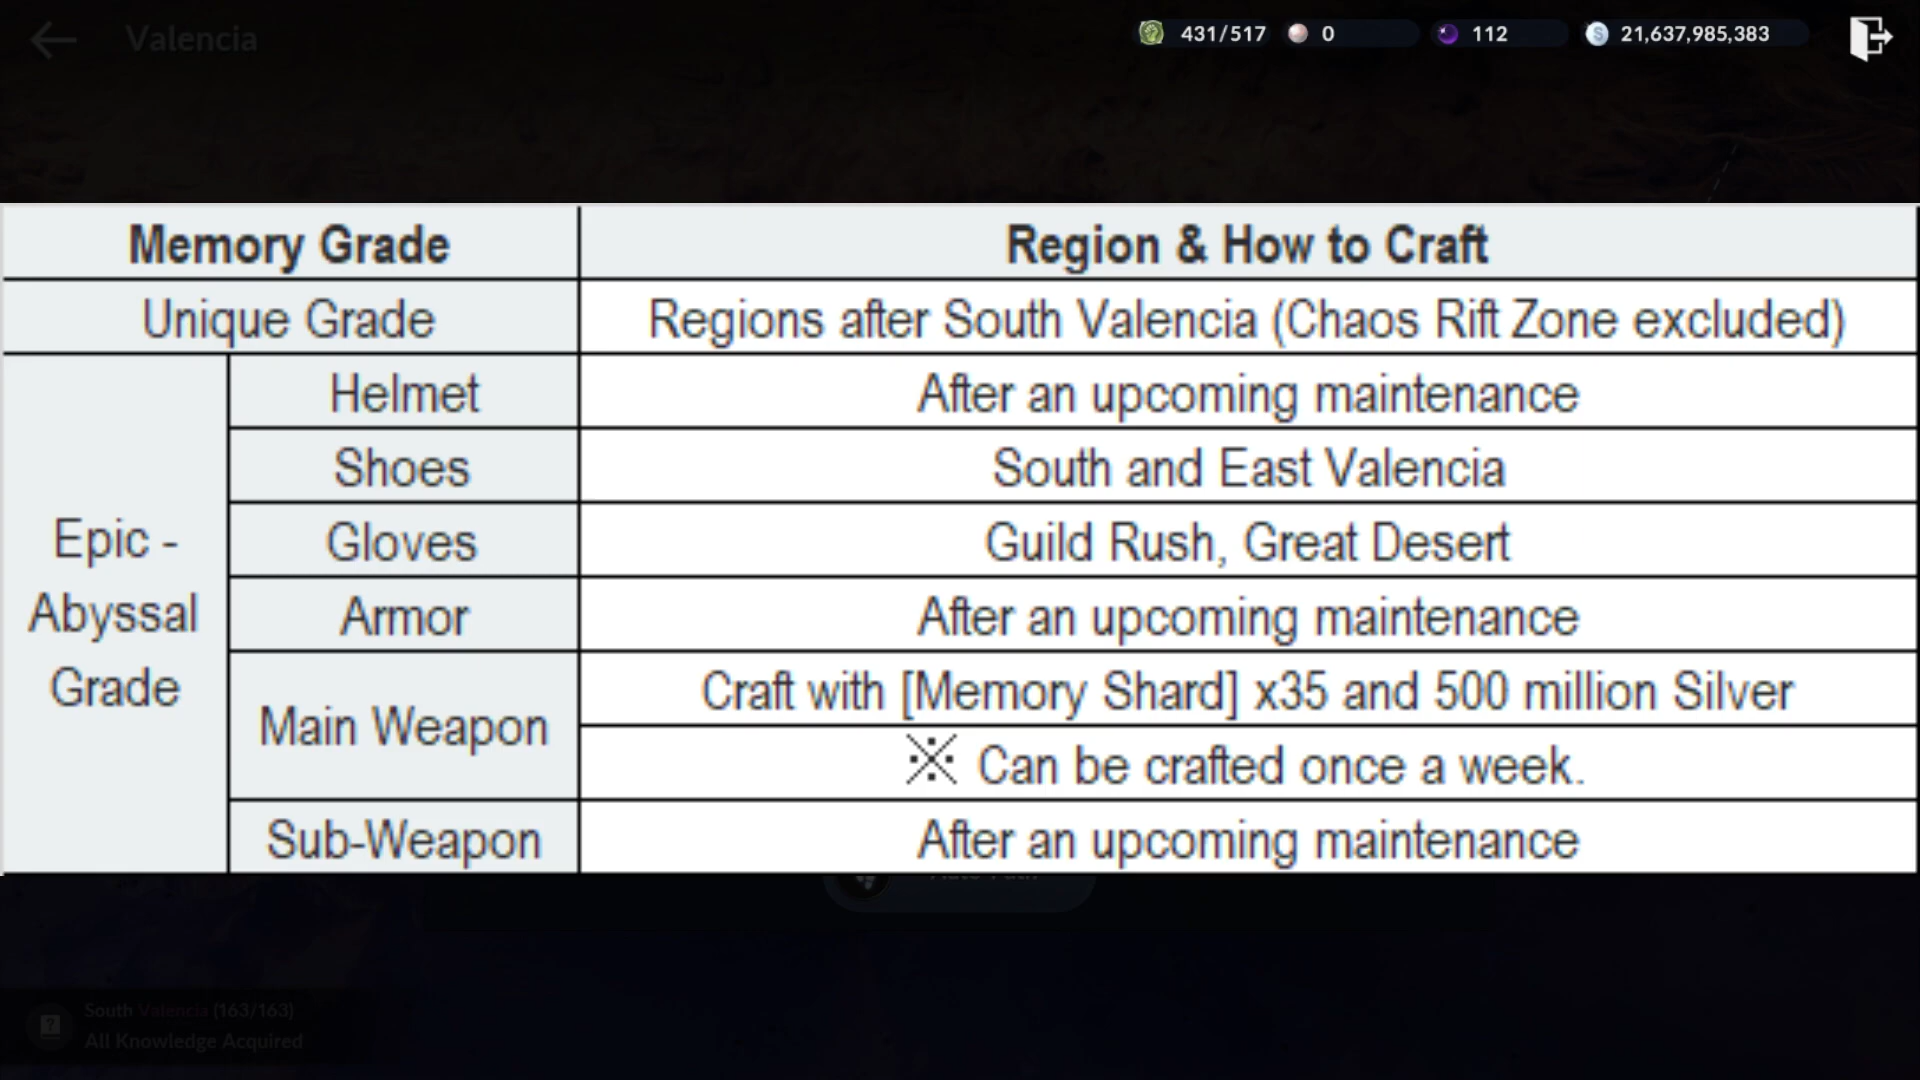 Valencia
431/517 0 112 21,637,985,383
Memory Grade
Region & How to Craft
Unique Grade
Regions after South Valencia (Chaos Rift Zone excluded)
Epic -
Abyssal
Grade
Helmet
After an upcoming maintenance
Shoes
South and East Valencia
Gloves
Guild Rush, Great Desert
Armor
After an upcoming maintenance
Main Weapon
Craft with [Memory Shard] x35 and 500 million Silver
※ Can be crafted once a week.
Sub-Weapon
After an upcoming maintenance
South Valencia (163/163)
All Knowledge Acquired